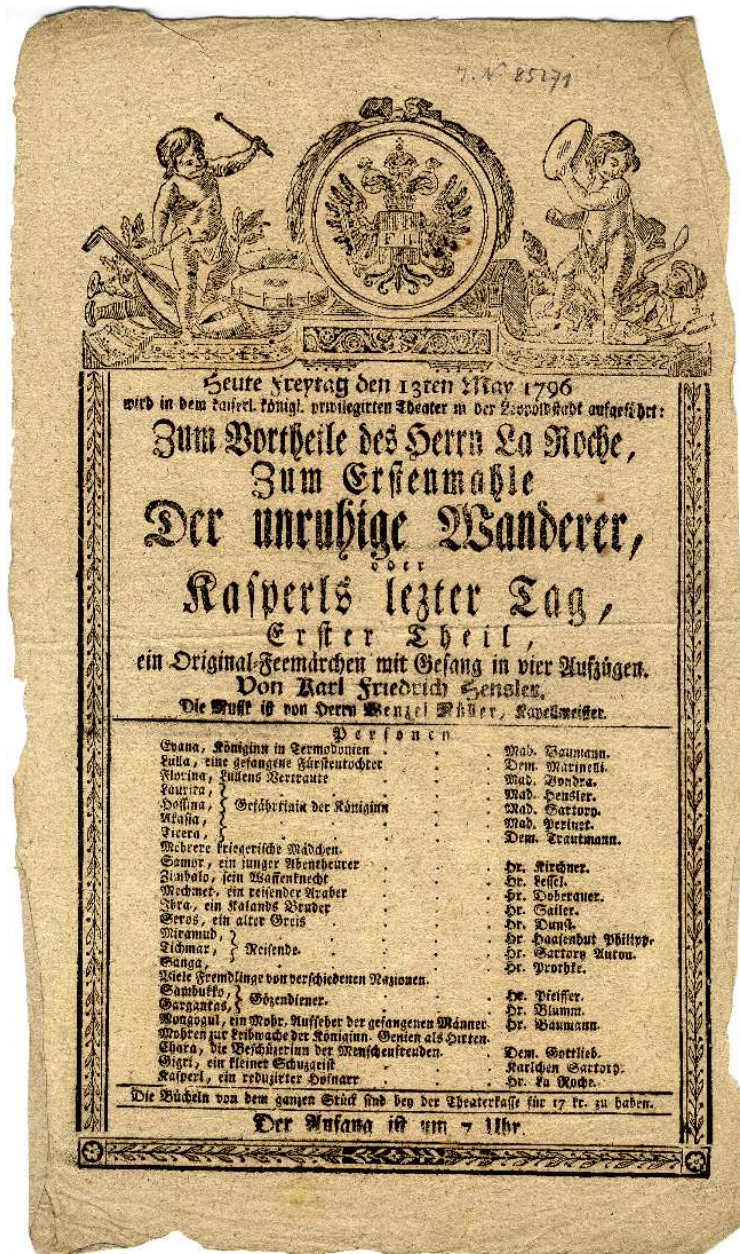 J. N 85271
F II
Heute Freytag den 13ten May 1796
wird in dem kaiserl. königl. privilegirten Theater in der Leopoldstadt aufgeführt:
Zum Vortheile des Herrn La Roche,
Zum Erstenmahle
Der unruhige Wanderer,
oder
Kasperls lezter Tag,
Erster Theil,
ein Original-Feemärchen mit Gesang in vier Aufzügen.
Von Karl Friedrich Hensler.
Die Musik ist von Herrn Wenzel Müller, Kapellmeister.
Personen
Evana, Königinn in Termodonien . . . Mad. Baumann.
Lulla, eine gefangene Fürstentochter . . . Dem. Marinelli.
Florina, Lullens Vertraute . . . Mad. Gondra.
Laurita, . . . Mad. Hensler.
Hossina, } Gefährtinn der Königinn . . Mad. Sartory.
Akasia, . . . Mad. Perinet.
Ticera, . . . Dem. Trautmann.
Mehrere kriegerische Mädchen.
Samor, ein junger Abentheurer . . . Hr. Kirchner.
Zimbalo, sein Waffenknecht . . . Hr. Lessel.
Mechmet, ein reisender Araber . . . Hr. Doberauer.
Ibra, ein Kalands Bruder . . . Hr. Sailer.
Seros, ein alter Greis . . . Hr. Dunst.
Miramud, . . . Hr Haasenhut Philipp.
Tichmar, } Reisende. . . . Hr. Sartory Anton.
Sanga, . . . Hr. Prothke.
Viele Fremdlinge von verschiedenen Nazionen.
Sambukko, } Gözendiener. . . . Hr. Pfeiffer.
Gargantas, . . . Hr. Blumm.
Mongogul, ein Mohr, Aufseher der gefangenen Männer Hr. Baumann.
Mohren zur Leibwache der Königinn. Genien als Hirten.
Chara, die Beschüzerinn der Menschenfreuden. . Dem. Gottlieb.
Gigri, ein kleiner Schuzgeist . . . Karlchen Sartory.
Kasperl, ein reduzirter Hofnarr . . . Hr. La Roche.
Die Bücheln von dem ganzen Stück sind bey der Theaterkasse für 17 kr. zu haben.
Der Anfang ist um 7 Uhr.